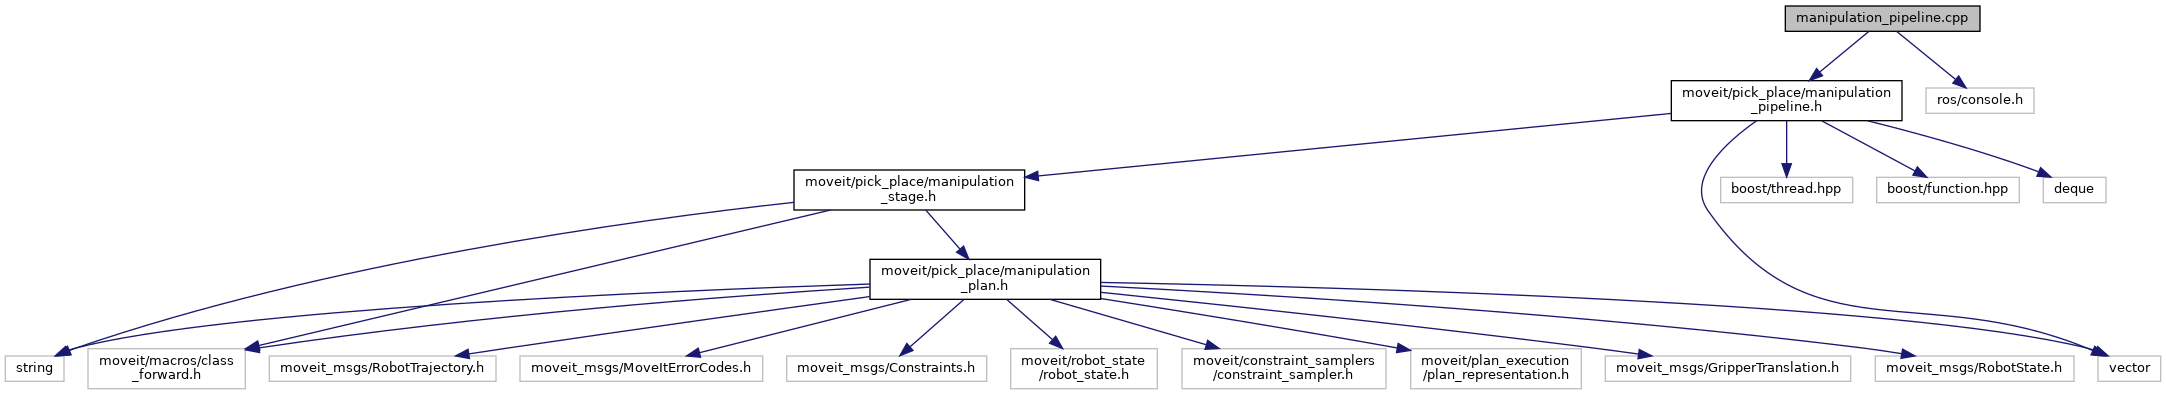 manipulation_pipeline.cpp
moveit/pick_place/manipulation
_pipeline.h
ros/console.h
moveit/pick_place/manipulation
_stage.h
boost/thread.hpp
boost/function.hpp
deque
moveit/pick_place/manipulation
_plan.h
string
moveit/macros/class
_forward.h
moveit_msgs/RobotTrajectory.h
moveit_msgs/MoveItErrorCodes.h
moveit_msgs/Constraints.h
moveit/robot_state
/robot_state.h
moveit/constraint_samplers
/constraint_sampler.h
moveit/plan_execution
/plan_representation.h
moveit_msgs/GripperTranslation.h
moveit_msgs/RobotState.h
vector